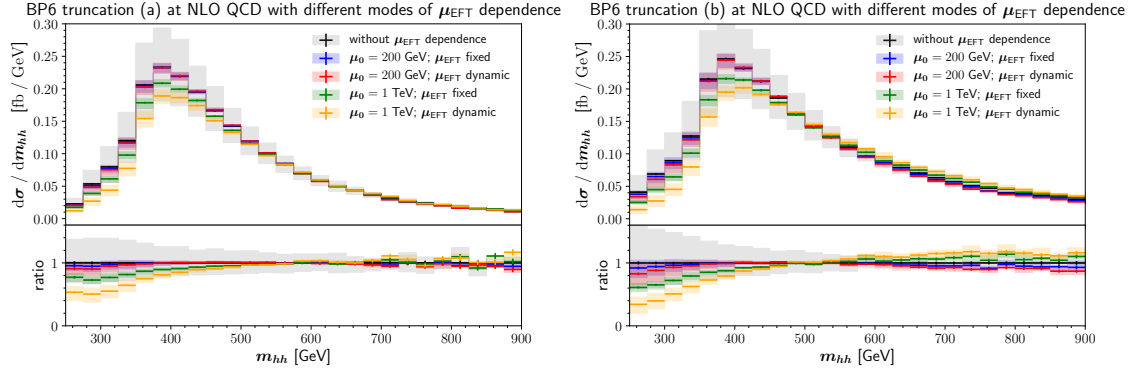 BP6 truncation (a) at NLO QCD with different modes of μEFT dependence
dσ / dmhh [fb / GeV]
0.30
0.25
0.20
0.15
0.10
0.05
0.00
without μEFT dependence
μ0 = 200 GeV; μEFT fixed
μ0 = 200 GeV; μEFT dynamic
μ0 = 1 TeV; μEFT fixed
μ0 = 1 TeV; μEFT dynamic
ratio
1
0
300 400 500 600 700 800 900
mhh [GeV]
BP6 truncation (b) at NLO QCD with different modes of μEFT dependence
dσ / dmhh [fb / GeV]
0.30
0.25
0.20
0.15
0.10
0.05
0.00
without μEFT dependence
μ0 = 200 GeV; μEFT fixed
μ0 = 200 GeV; μEFT dynamic
μ0 = 1 TeV; μEFT fixed
μ0 = 1 TeV; μEFT dynamic
ratio
1
0
300 400 500 600 700 800 900
mhh [GeV]